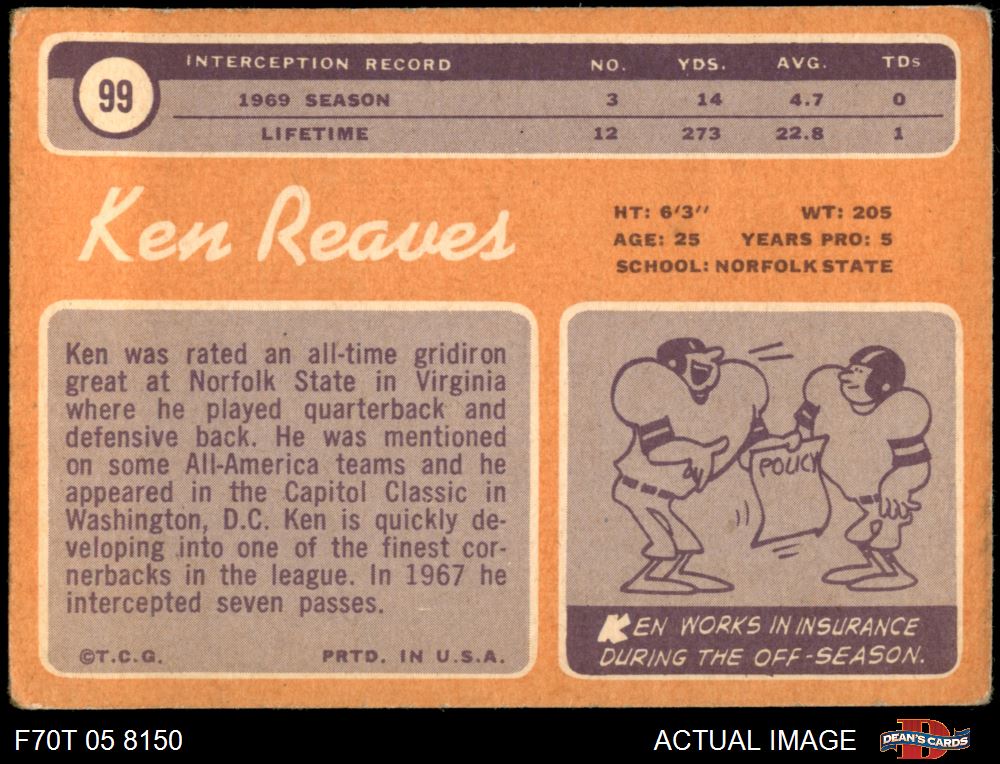 99
INTERCEPTION RECORD NO. YDS. AVG. TDs
1969 SEASON 3 14 4.7 0
LIFETIME 12 273 22.8 1
Ken Reaves
HT: 6'3'' WT: 205
AGE: 25 YEARS PRO: 5
SCHOOL: NORFOLK STATE
Ken was rated an all-time gridiron
great at Norfolk State in Virginia
where he played quarterback and
defensive back. He was mentioned
on some All-America teams and he
appeared in the Capitol Classic in
Washington, D.C. Ken is quickly de-
veloping into one of the finest cor-
nerbacks in the league. In 1967 he
intercepted seven passes.
©T.C.G. PRTD. IN U.S.A.
POLICY
KEN WORKS IN INSURANCE
DURING THE OFF-SEASON.
F70T 05 8150
ACTUAL IMAGE
D
DEAN'S CARDS